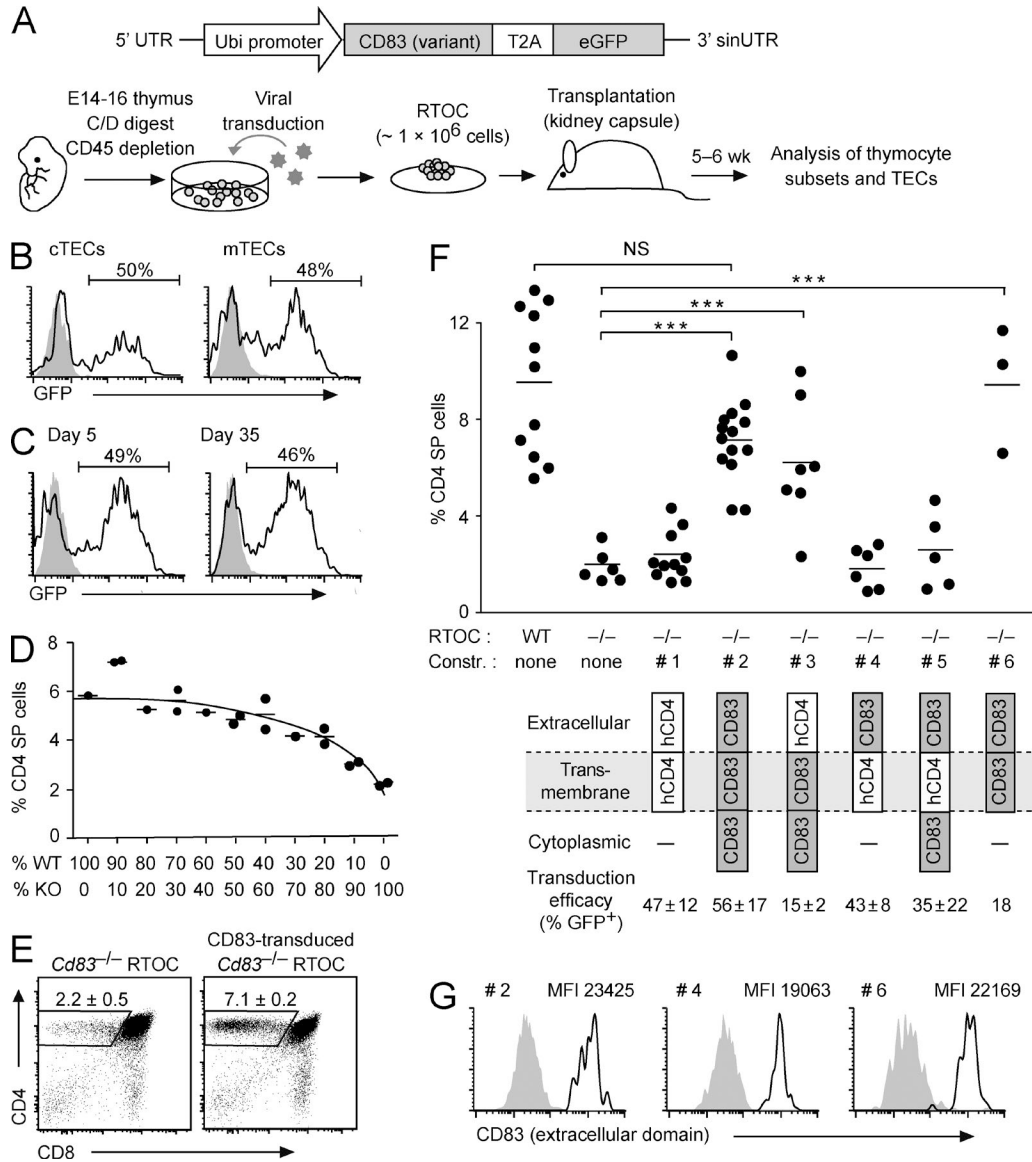 A
5' UTR
Ubi promoter
CD83 (variant)
T2A
eGFP
3' sinUTR
E14-16 thymus
C/D digest
CD45 depletion
Viral
transduction
RTOC
(~ 1 × 10⁶ cells)
Transplantation
(kidney capsule)
5–6 wk
Analysis of thymocyte
subsets and TECs
B
cTECs
50%
mTECs
48%
GFP
C
Day 5
49%
Day 35
46%
GFP
D
% CD4 SP cells
8
6
4
2
0
% WT 100 90 80 70 60 50 40 30 20 10 0
% KO 0 10 20 30 40 50 60 70 80 90 100
E
Cd83⁻/⁻ RTOC
2.2 ± 0.5
CD83-transduced
Cd83⁻/⁻ RTOC
7.1 ± 0.2
CD4
CD8
F
NS
***
***
***
% CD4 SP cells
12
8
4
0
RTOC : WT –/– –/– –/– –/– –/– –/– –/–
Constr. : none none # 1 # 2 # 3 # 4 # 5 # 6
Extracellular hCD4 CD83 hCD4 CD83 CD83 CD83
Trans-
membrane hCD4 CD83 CD83 hCD4 hCD4 CD83
Cytoplasmic — CD83 CD83 — CD83 —
Transduction
efficacy
(% GFP⁺) 47±12 56±17 15±2 43±8 35±22 18
G
# 2 MFI 23425
# 4 MFI 19063
# 6 MFI 22169
CD83 (extracellular domain)